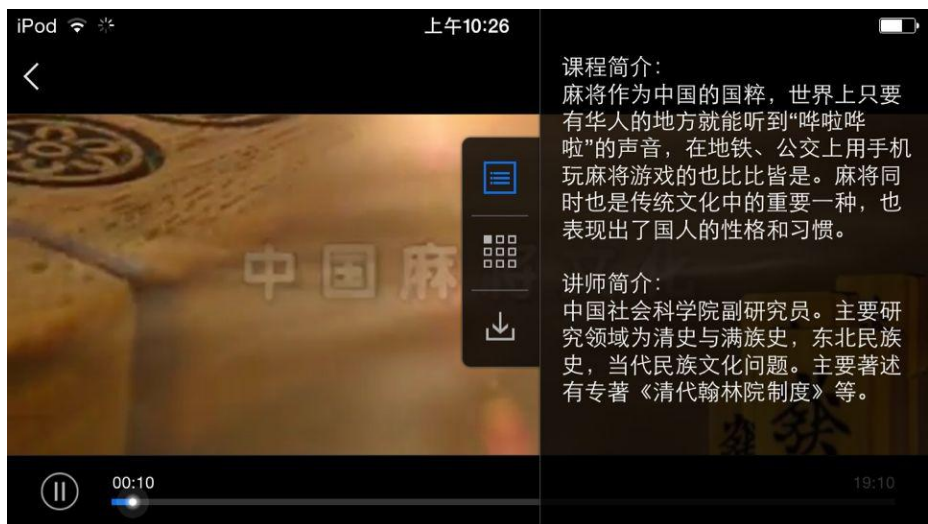 iPod
上午10:26
课程简介：
麻将作为中国的国粹，世界上只要
有华人的地方就能听到“哗啦哗
啦”的声音，在地铁、公交上用手机
玩麻将游戏的也比比皆是。麻将同
时也是传统文化中的重要一种，也
表现出了国人的性格和习惯。
讲师简介：
中国社会科学院副研究员。主要研
究领域为清史与满族史，东北民族
史，当代民族文化问题。主要著述
有专著《清代翰林院制度》等。
中国麻
00:10
19:10